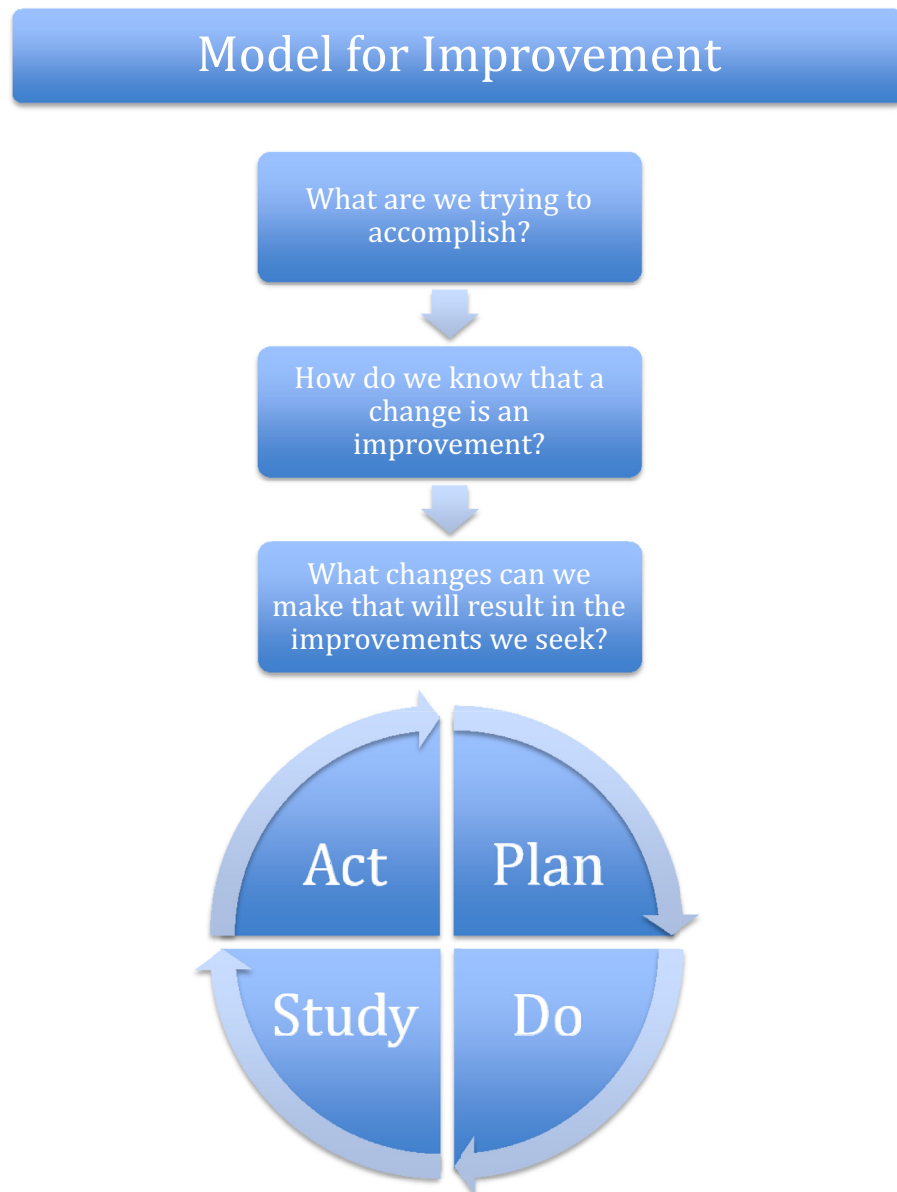 Model for Improvement
What are we trying to
accomplish?
How do we know that a
change is an
improvement?
What changes can we
make that will result in the
improvements we seek?
Act
Plan
Study
Do